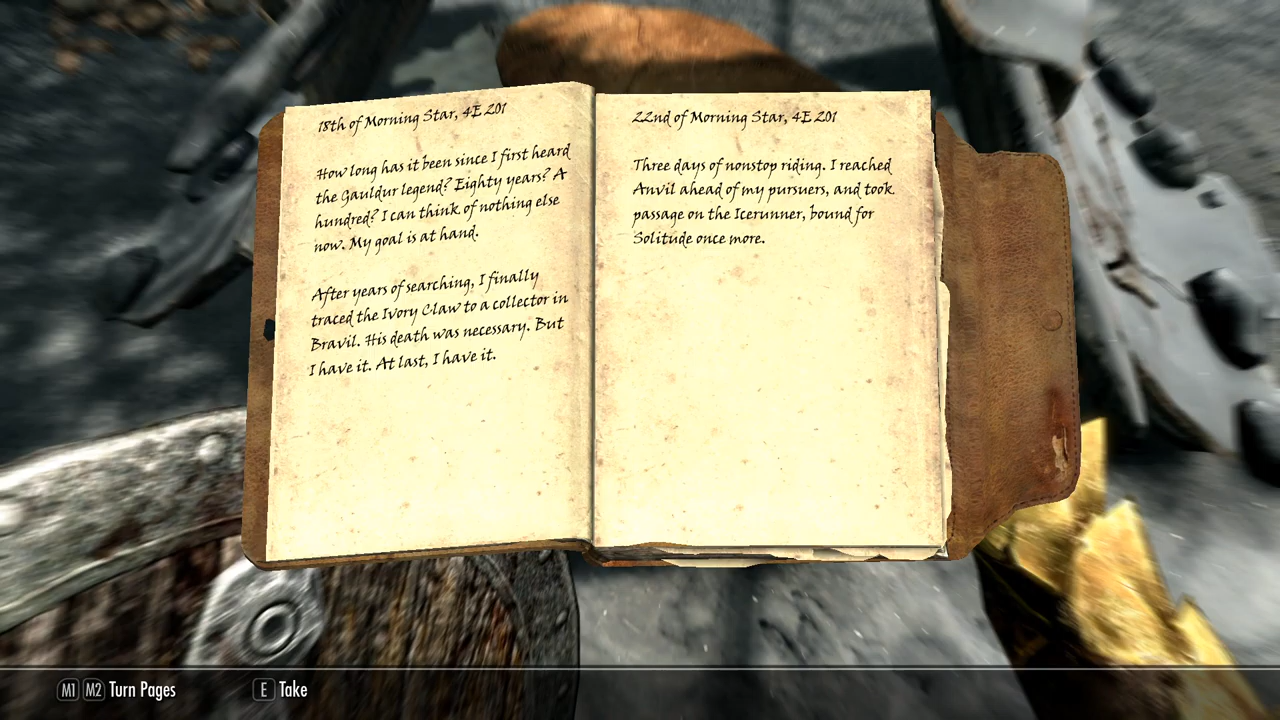 18th of Morning Star, 4E 201
How long has it been since I first heard
the Gauldur legend? Eighty years? A
hundred? I can think of nothing else
now. My goal is at hand.
After years of searching, I finally
traced the Ivory Claw to a collector in
Bravil. His death was necessary. But
I have it. At last, I have it.
22nd of Morning Star, 4E 201
Three days of nonstop riding. I reached
Anvil ahead of my pursuers, and took
passage on the Icerunner, bound for
Solitude once more.
M1 M2 Turn Pages E Take